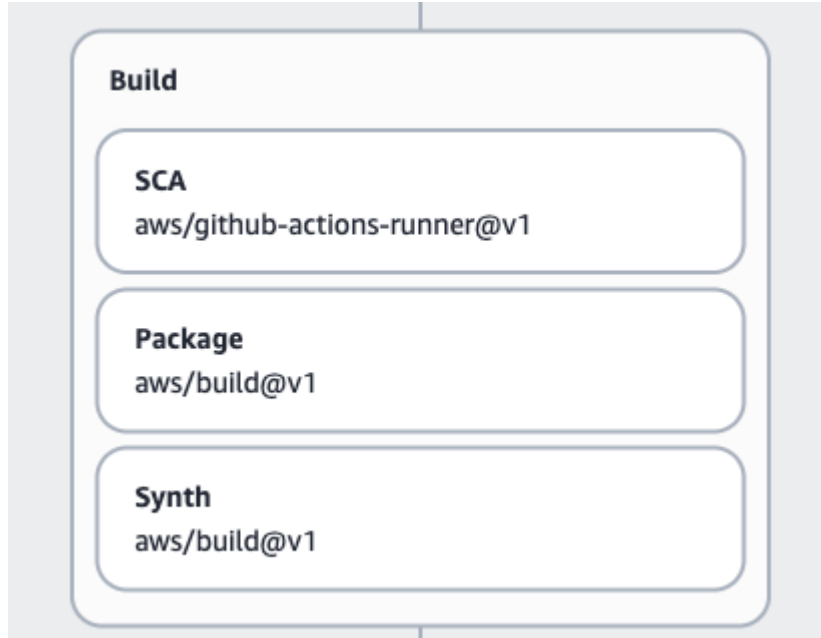 Build
SCA
aws/github-actions-runner@v1
Package
aws/build@v1
Synth
aws/build@v1